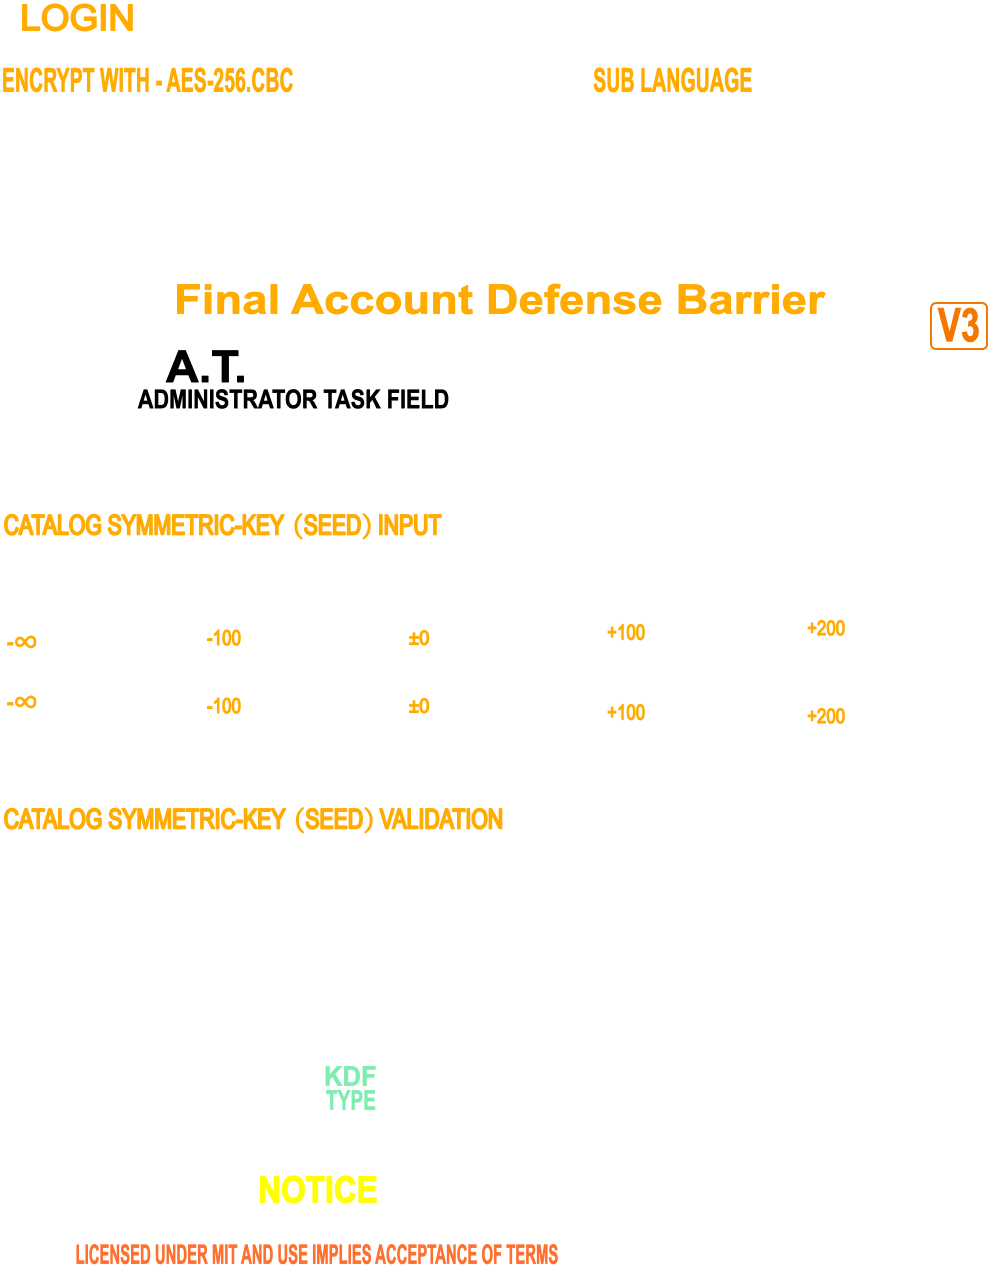 LOGIN
ENCRYPT WITH - AES-256.CBC
SUB LANGUAGE
Final Account Defense Barrier
V3
A.T.
ADMINISTRATOR TASK FIELD
CATALOG SYMMETRIC-KEY（SEED）INPUT
-∞ -100 ±0 +100 +200
-∞ -100 ±0 +100 +200
CATALOG SYMMETRIC-KEY（SEED）VALIDATION
KDF
TYPE
NOTICE
LICENSED UNDER MIT AND USE IMPLIES ACCEPTANCE OF TERMS